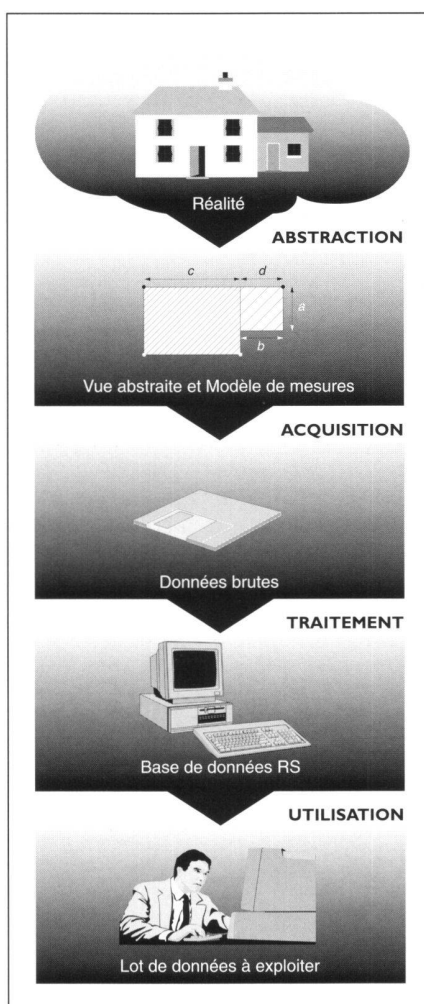 Réalité
ABSTRACTION
c d
a
b
Vue abstraite et Modèle de mesures
ACQUISITION
Données brutes
TRAITEMENT
Base de données RS
UTILISATION
Lot de données à exploiter